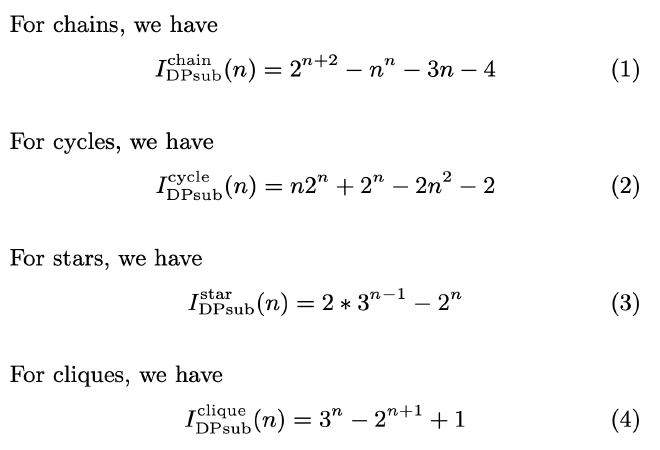 For chains, we have
I_{DPsub}^{chain}(n) = 2^{n+2} − n^n − 3n − 4 (1)
For cycles, we have
I_{DPsub}^{cycle}(n) = n2^n + 2^n − 2n^2 − 2 (2)
For stars, we have
I_{DPsub}^{star}(n) = 2 ∗ 3^{n−1} − 2^n (3)
For cliques, we have
I_{DPsub}^{clique}(n) = 3^n − 2^{n+1} + 1 (4)